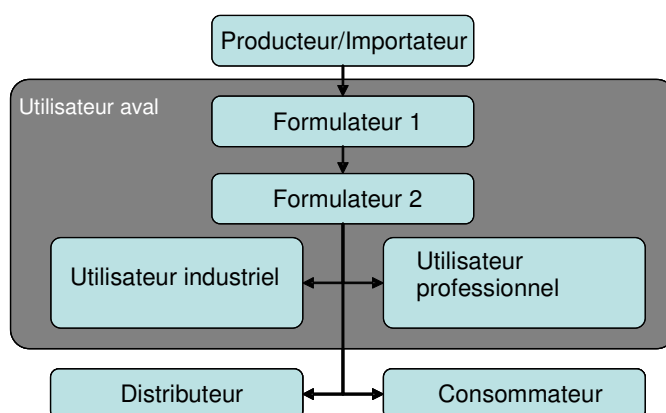 Producteur/Importateur
Utilisateur aval
Formulateur 1
Formulateur 2
Utilisateur industriel
Utilisateur
professionnel
Distributeur
Consommateur